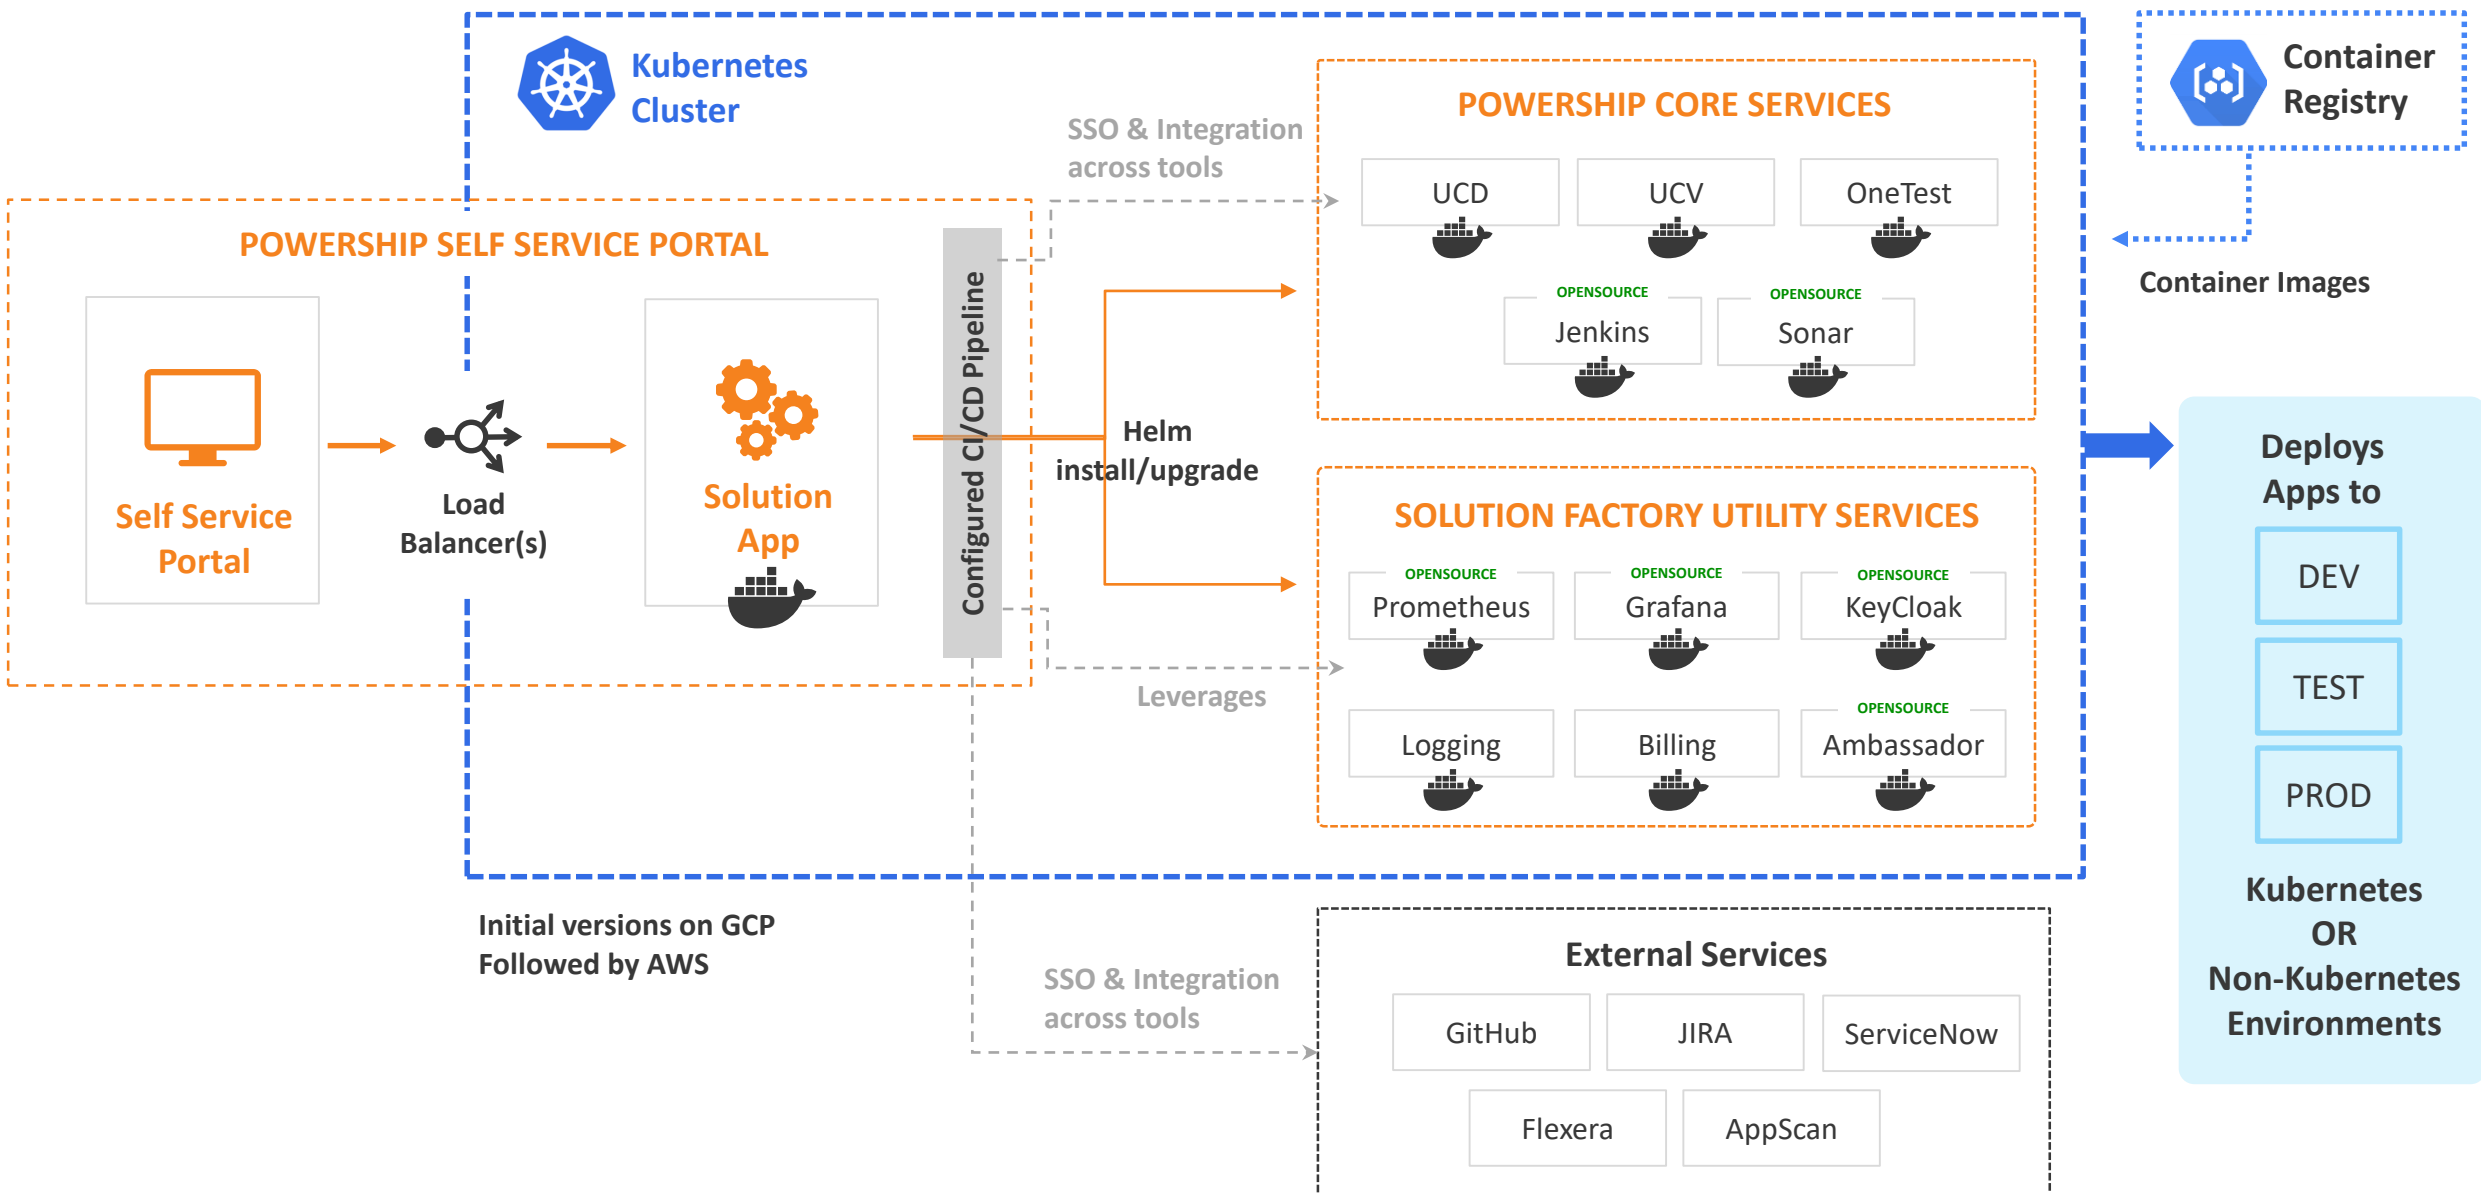 Kubernetes
Cluster
Container
Registry
Container Images
POWERSHIP SELF SERVICE PORTAL
Self Service
Portal
Load
Balancer(s)
Solution
App
Configured CI/CD Pipeline
SSO & Integration
across tools
Helm
install/upgrade
Leverages
POWERSHIP CORE SERVICES
UCD
UCV
OneTest
OPENSOURCE
Jenkins
OPENSOURCE
Sonar
SOLUTION FACTORY UTILITY SERVICES
OPENSOURCE
Prometheus
OPENSOURCE
Grafana
OPENSOURCE
KeyCloak
Logging
Billing
OPENSOURCE
Ambassador
Deploys
Apps to
DEV
TEST
PROD
Kubernetes
OR
Non-Kubernetes
Environments
Initial versions on GCP
Followed by AWS
SSO & Integration
across tools
External Services
GitHub
JIRA
ServiceNow
Flexera
AppScan